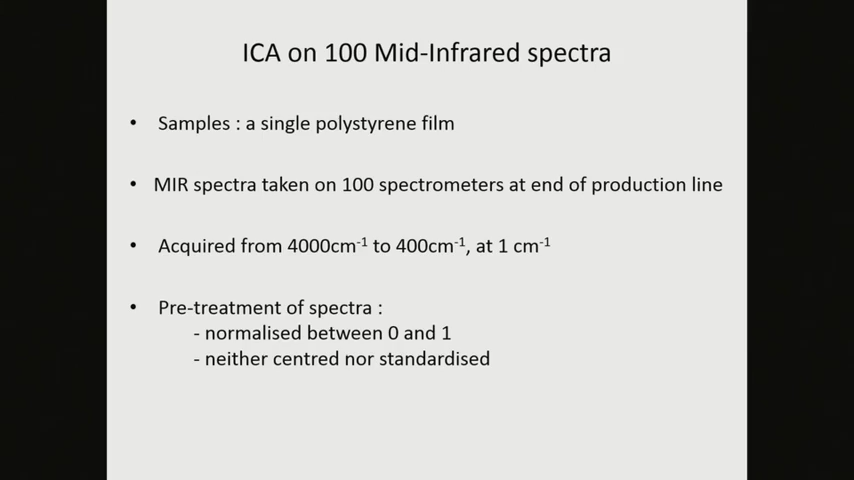 ICA on 100 Mid-Infrared spectra
• Samples : a single polystyrene film
• MIR spectra taken on 100 spectrometers at end of production line
• Acquired from 4000cm⁻¹ to 400cm⁻¹, at 1 cm⁻¹
• Pre-treatment of spectra :
- normalised between 0 and 1
- neither centred nor standardised